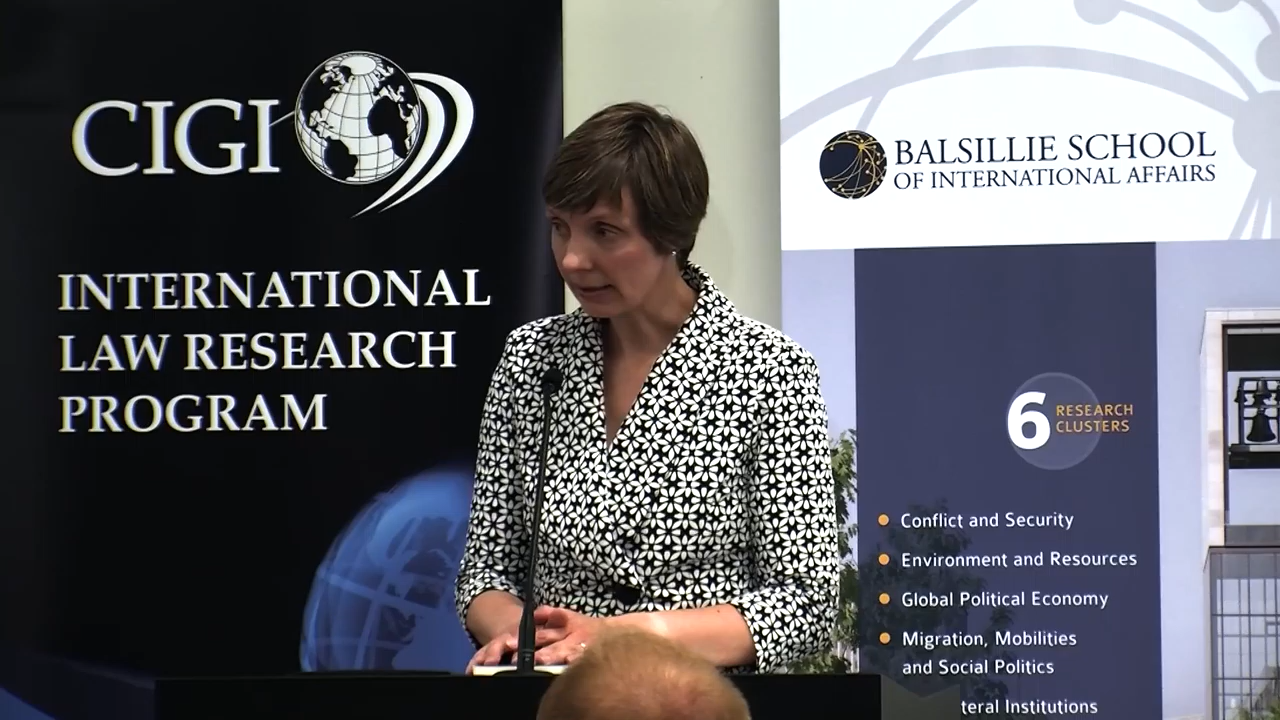 CIGI
INTERNATIONAL
LAW RESEARCH
PROGRAM
BALSILLIE SCHOOL
OF INTERNATIONAL AFFAIRS
6 RESEARCH
CLUSTERS
Conflict and Security
Environment and Resources
Global Political Economy
Migration, Mobilities
and Social Politics
Institutions